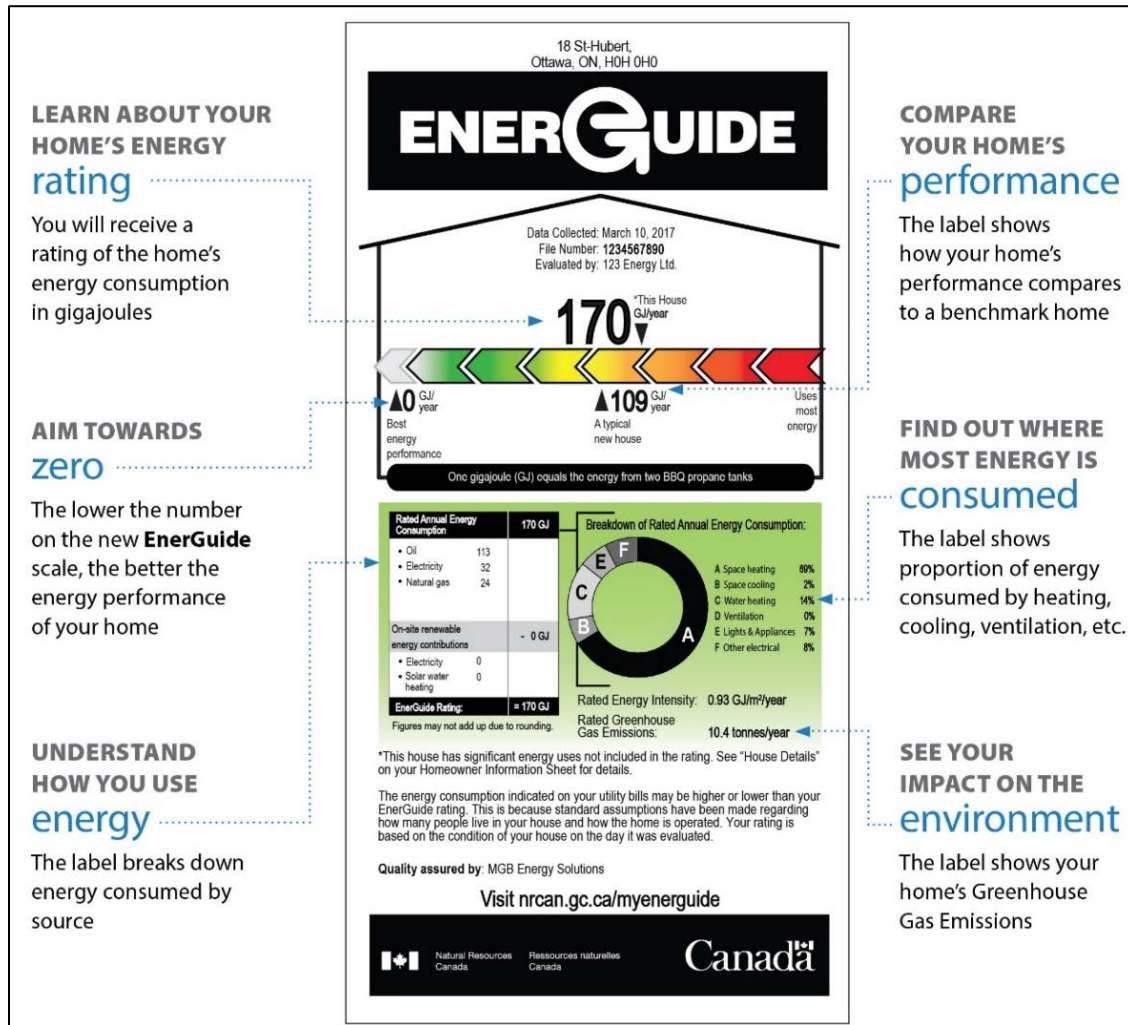 LEARN ABOUT YOUR
HOME'S ENERGY
rating
You will receive a
rating of the home's
energy consumption
in gigajoules
AIM TOWARDS
zero
The lower the number
on the new EnerGuide
scale, the better the
energy performance
of your home
UNDERSTAND
HOW YOU USE
energy
The label breaks down
energy consumed by
source
18 St-Hubert,
Ottawa, ON, H0H 0H0
ENERGUIDE
Data Collected: March 10, 2017
File Number: 1234567890
Evaluated by: 123 Energy Ltd.
170
*This House
GJ/year
0 GJ/
year
Best
energy
performance
109 GJ/
year
A typical
new house
Uses
most
energy
One gigajoule (GJ) equals the energy from two BBQ propane tanks
Rated Annual Energy
Consumption 170 GJ
• Oil 113
• Electricity 32
• Natural gas 24
On-site renewable
energy contributions - 0 GJ
• Electricity 0
• Solar water 0
heating
EnerGuide Rating: = 170 GJ
Figures may not add up due to rounding.
Breakdown of Rated Annual Energy Consumption:
A
B
C
E
F
A Space heating 69%
B Space cooling 2%
C Water heating 14%
D Ventilation 0%
E Lights & Appliances 7%
F Other electrical 8%
Rated Energy Intensity: 0.93 GJ/m²/year
Rated Greenhouse
Gas Emissions: 10.4 tonnes/year
*This house has significant energy uses not included in the rating. See "House Details"
on your Homeowner Information Sheet for details.
The energy consumption indicated on your utility bills may be higher or lower than your
EnerGuide rating. This is because standard assumptions have been made regarding
how many people live in your house and how the home is operated. Your rating is
based on the condition of your house on the day it was evaluated.
Quality assured by: MGB Energy Solutions
Visit nrcan.gc.ca/myenerguide
Natural Resources
Canada
Ressources naturelles
Canada
Canada
COMPARE
YOUR HOME'S
performance
The label shows
how your home's
performance compares
to a benchmark home
FIND OUT WHERE
MOST ENERGY IS
consumed
The label shows
proportion of energy
consumed by heating,
cooling, ventilation, etc.
SEE YOUR
IMPACT ON THE
environment
The label shows your
home's Greenhouse
Gas Emissions